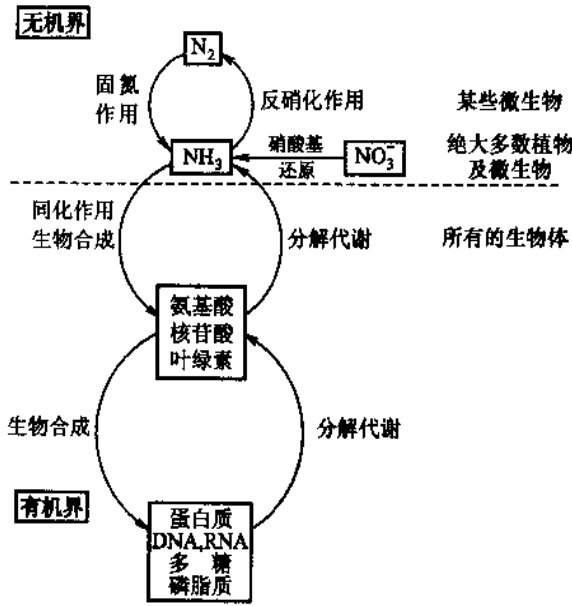 无机界
N₂
固氮
作用
反硝化作用
某些微生物
NH₃
硝酸基
还原
NO₃⁻
绝大多数植物
及微生物
同化作用
生物合成
分解代谢
所有的生物体
氨基酸
核苷酸
叶绿素
生物合成
分解代谢
有机界
蛋白质
DNA,RNA
多 糖
磷脂质